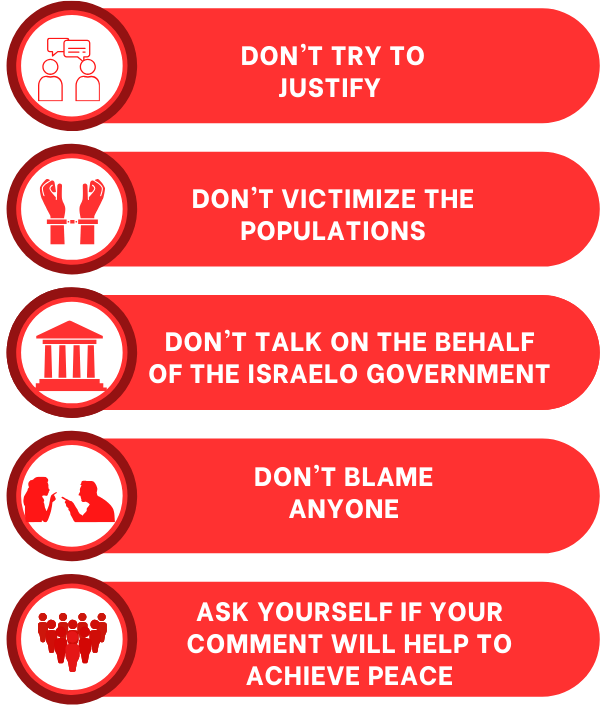 DON'T TRY TO
JUSTIFY
DON'T VICTIMIZE THE
POPULATIONS
DON'T TALK ON THE BEHALF
OF THE ISRAELO GOVERNMENT
DON'T BLAME
ANYONE
ASK YOURSELF IF YOUR
COMMENT WILL HELP TO
ACHIEVE PEACE